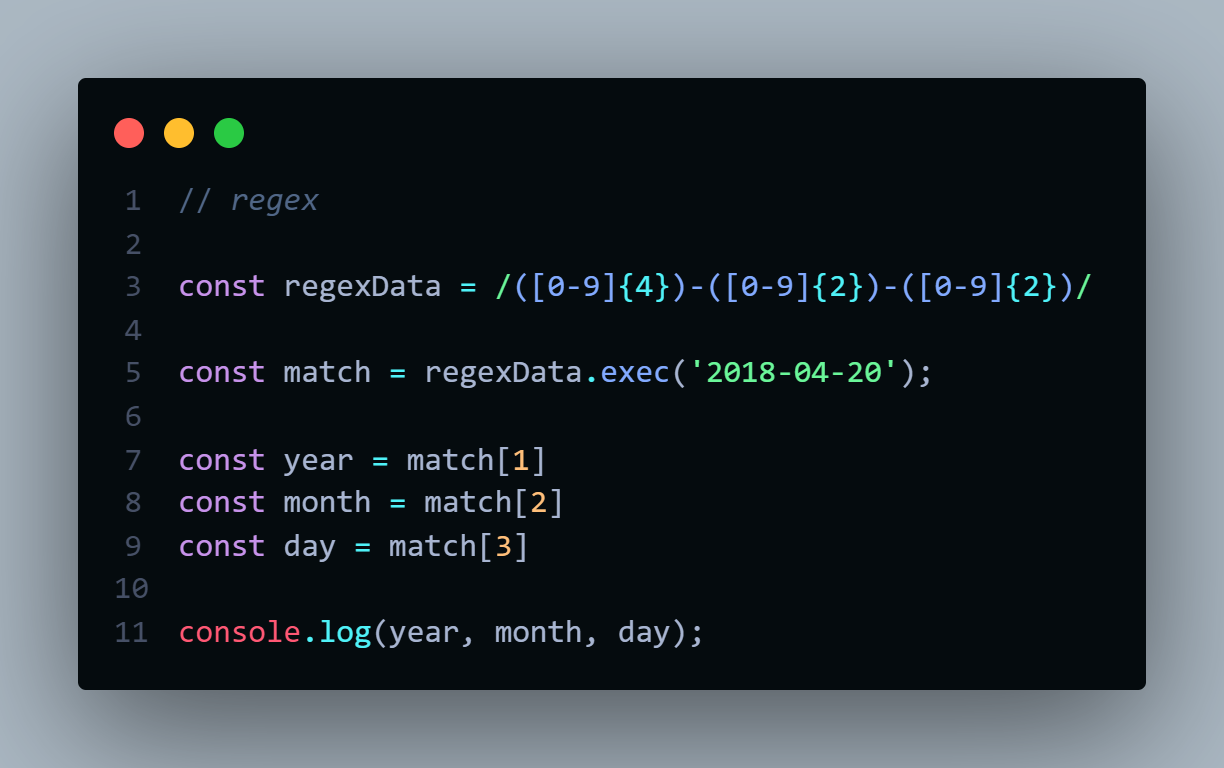 1 // regex
2
3 const regexData = /([0-9]{4})-([0-9]{2})-([0-9]{2})/
4
5 const match = regexData.exec('2018-04-20');
6
7 const year = match[1]
8 const month = match[2]
9 const day = match[3]
10
11 console.log(year, month, day);